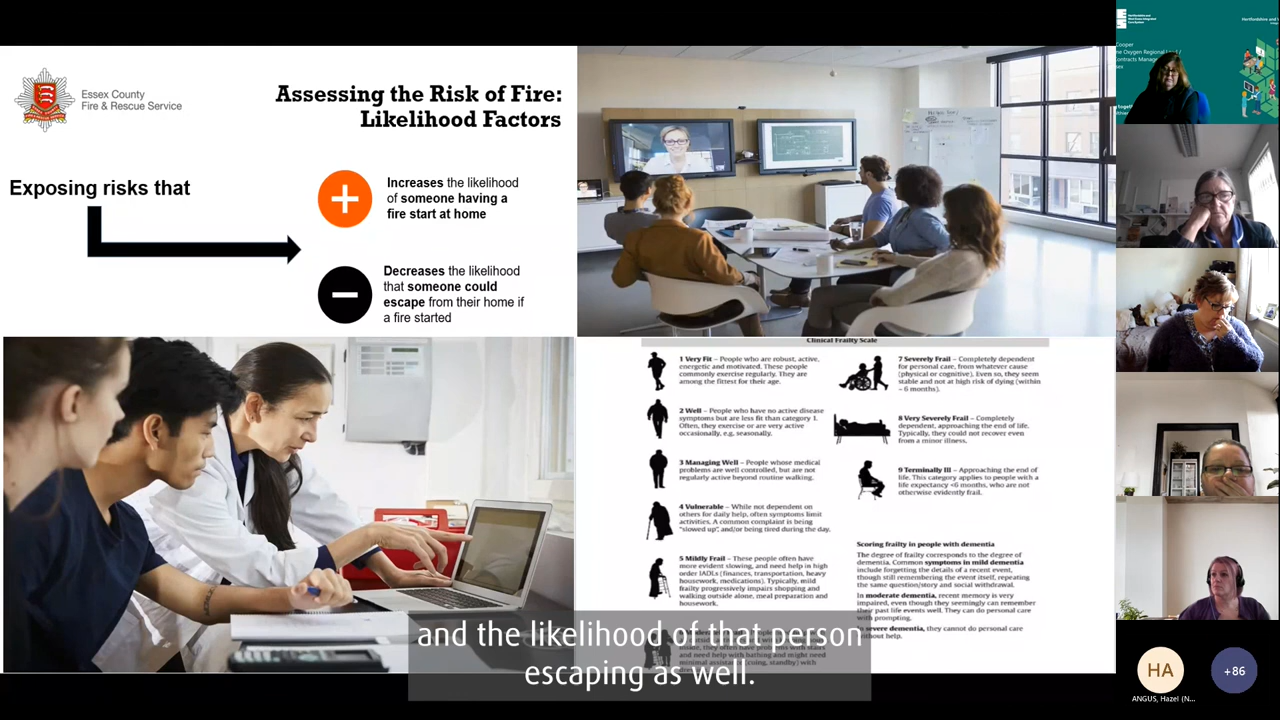 Essex County
Fire & Rescue Service
Assessing the Risk of Fire:
Likelihood Factors
Exposing risks that
Increases the likelihood
of someone having a
fire start at home
Decreases the likelihood
that someone could
escape from their home if
a fire started
Clinical Frailty Scale
1 Very Fit – People who are robust, active,
energetic and motivated. These people
commonly exercise regularly. They are
among the fittest for their age.
2 Well – People who have no active disease
symptoms but are less fit than category 1.
Often, they exercise or are very active
occasionally, e.g. seasonally.
3 Managing Well – People whose medical
problems are well controlled, but are not
regularly active beyond routine walking.
4 Vulnerable – While not dependent on
others for daily help, often symptoms limit
activities. A common complaint is being
"slowed up", and/or being tired during the day.
5 Mildly Frail – These people often have
more evident slowing, and need help in high
order IADLs (finances, transportation, heavy
housework, medications). Typically, mild
frailty progressively impairs shopping and
walking outside alone, meal preparation and
housework.
7 Severely Frail – Completely dependent
for personal care, from whatever cause
(physical or cognitive). Even so, they seem
stable and not at high risk of dying (within
~ 6 months).
8 Very Severely Frail – Completely
dependent, approaching the end of life.
Typically, they could not recover even
from a minor illness.
9 Terminally Ill – Approaching the end of
life. This category applies to people with a
life expectancy <6 months, who are not
otherwise evidently frail.
Scoring frailty in people with dementia
The degree of frailty corresponds to the degree of
dementia. Common symptoms in mild dementia
include forgetting the details of a recent event,
though still remembering the event itself, repeating
the same question/story and social withdrawal.
In moderate dementia, recent memory is very
impaired, even though they seemingly can remember
their past life events well. They can do personal care
with prompting.
In severe dementia, they cannot do personal care
without help.
and the likelihood of that person
escaping as well.
Cooper
HA
+86
ANGUS, Hazel (N...